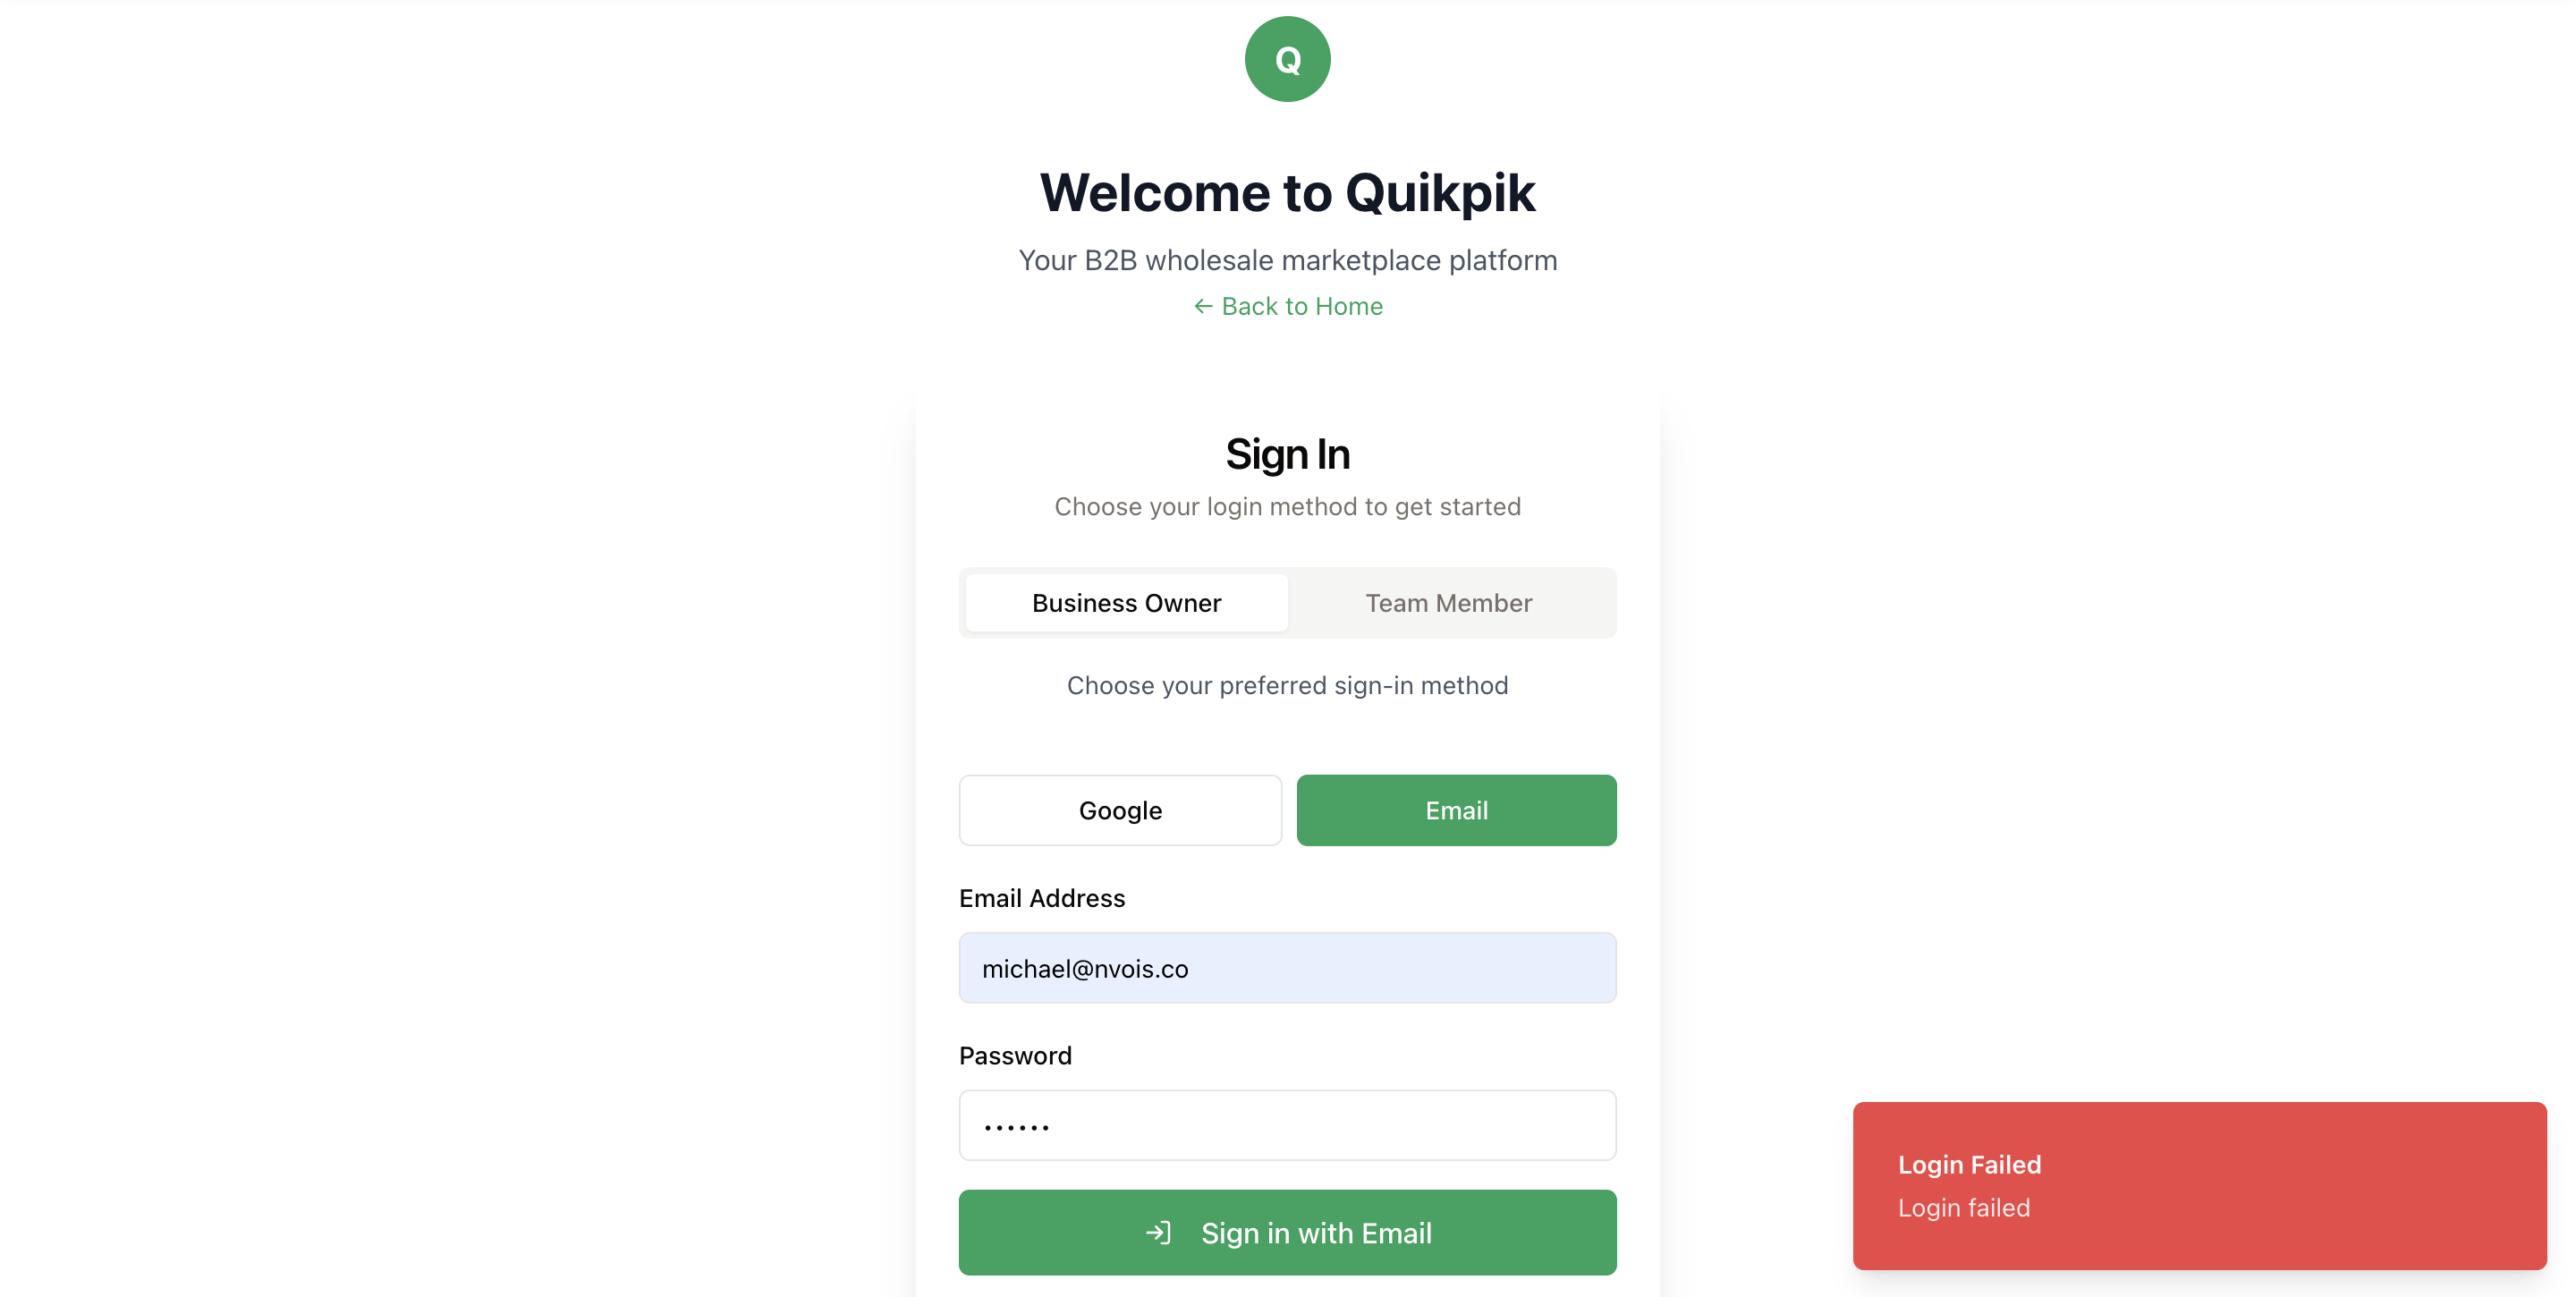 Q
Welcome to Quikpik
Your B2B wholesale marketplace platform
← Back to Home
Sign In
Choose your login method to get started
Business Owner
Team Member
Choose your preferred sign-in method
Google
Email
Email Address
michael@nvois.co
Password
••••••
Sign in with Email
Login Failed
Login failed